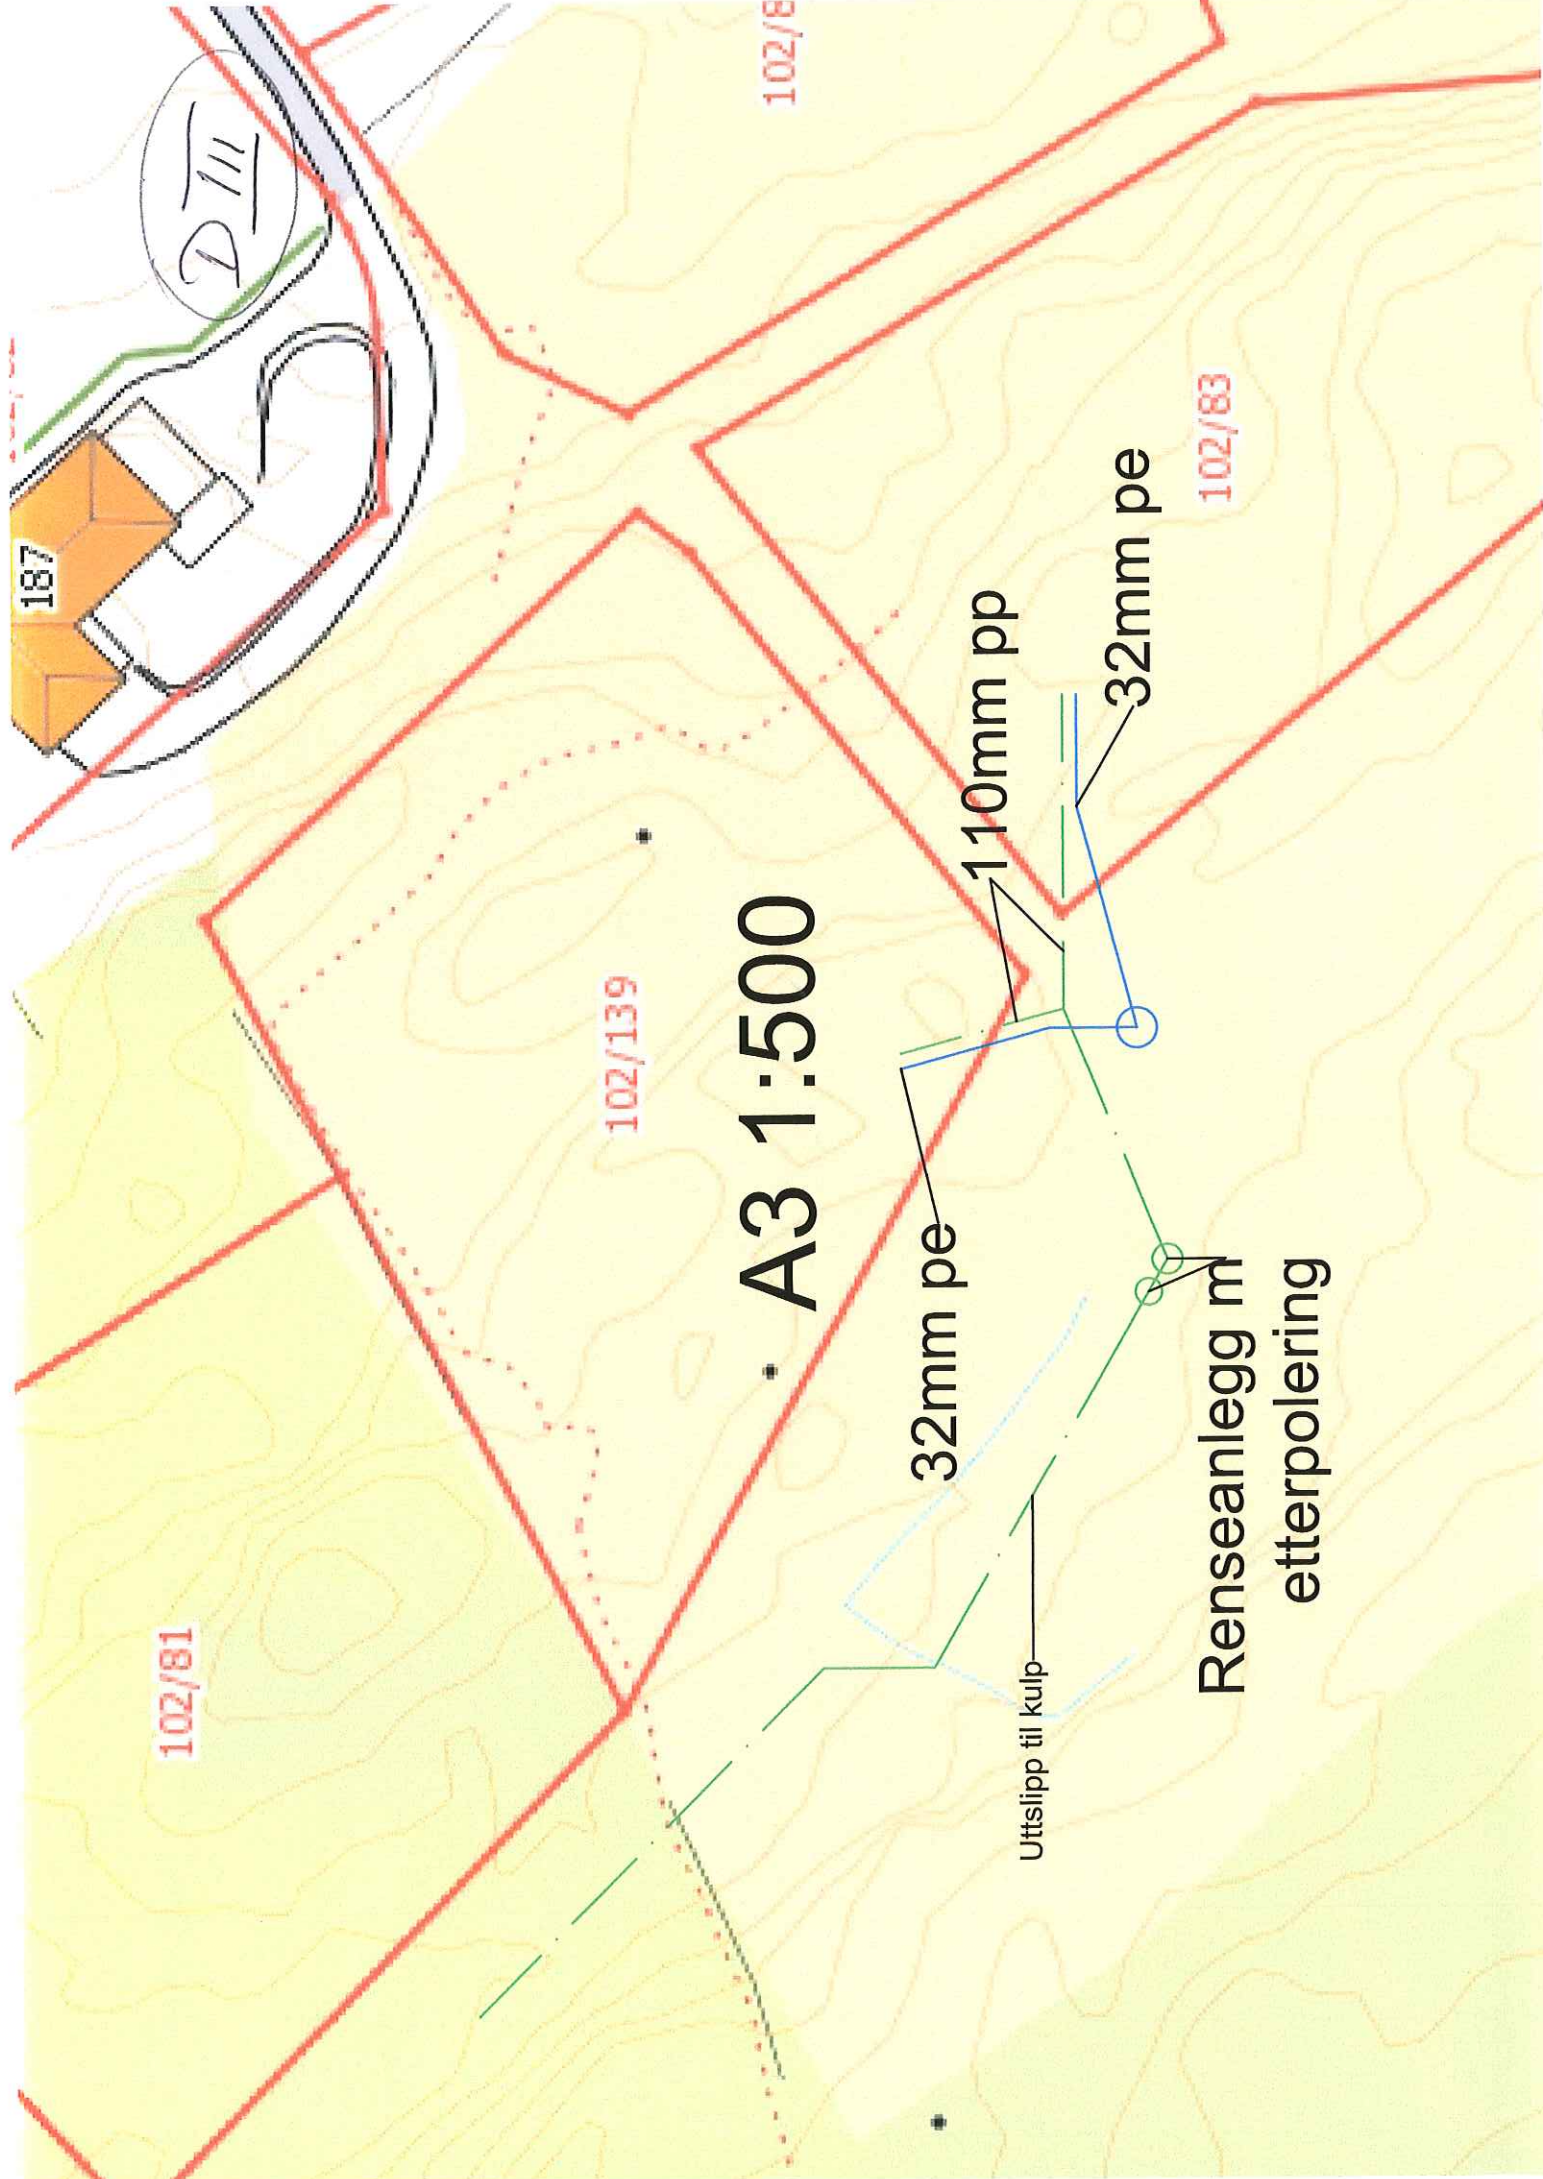 D III
187
102/8
102/81
102/139
A3 1:500
102/83
110mm pp
32mm pe
32mm pe
Uttslipp til kulp
Renseanlegg m
etterpolering